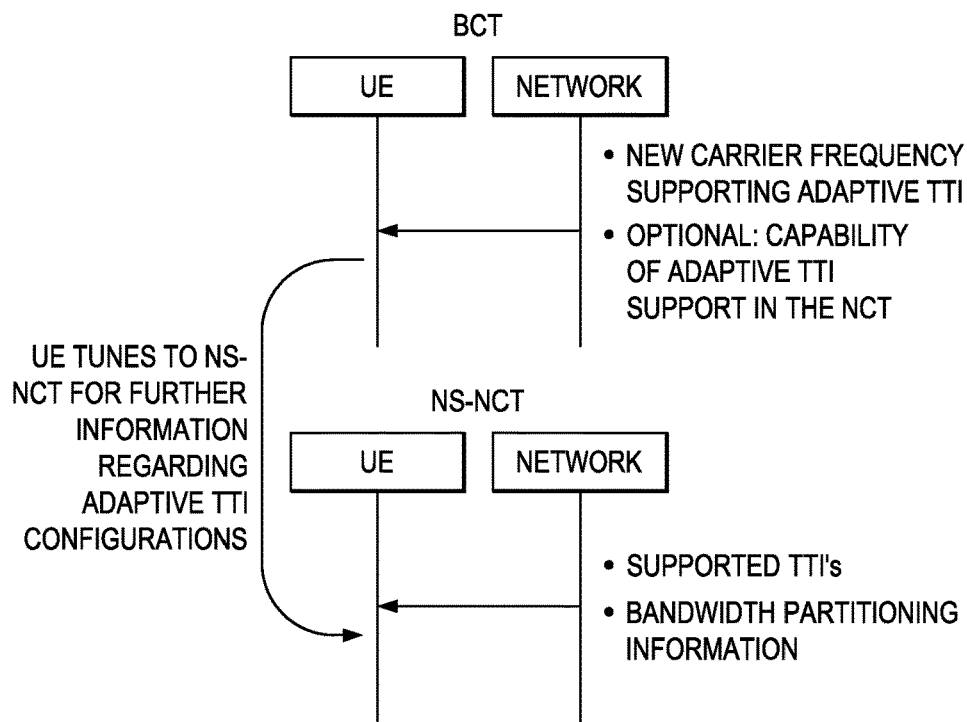 BCT
UE
NETWORK
• NEW CARRIER FREQUENCY
SUPPORTING ADAPTIVE TTI
• OPTIONAL: CAPABILITY
OF ADAPTIVE TTI
SUPPORT IN THE NCT
UE TUNES TO NS-
NCT FOR FURTHER
INFORMATION
REGARDING
ADAPTIVE TTI
CONFIGURATIONS
NS-NCT
UE
NETWORK
• SUPPORTED TTI's
• BANDWIDTH PARTITIONING
INFORMATION